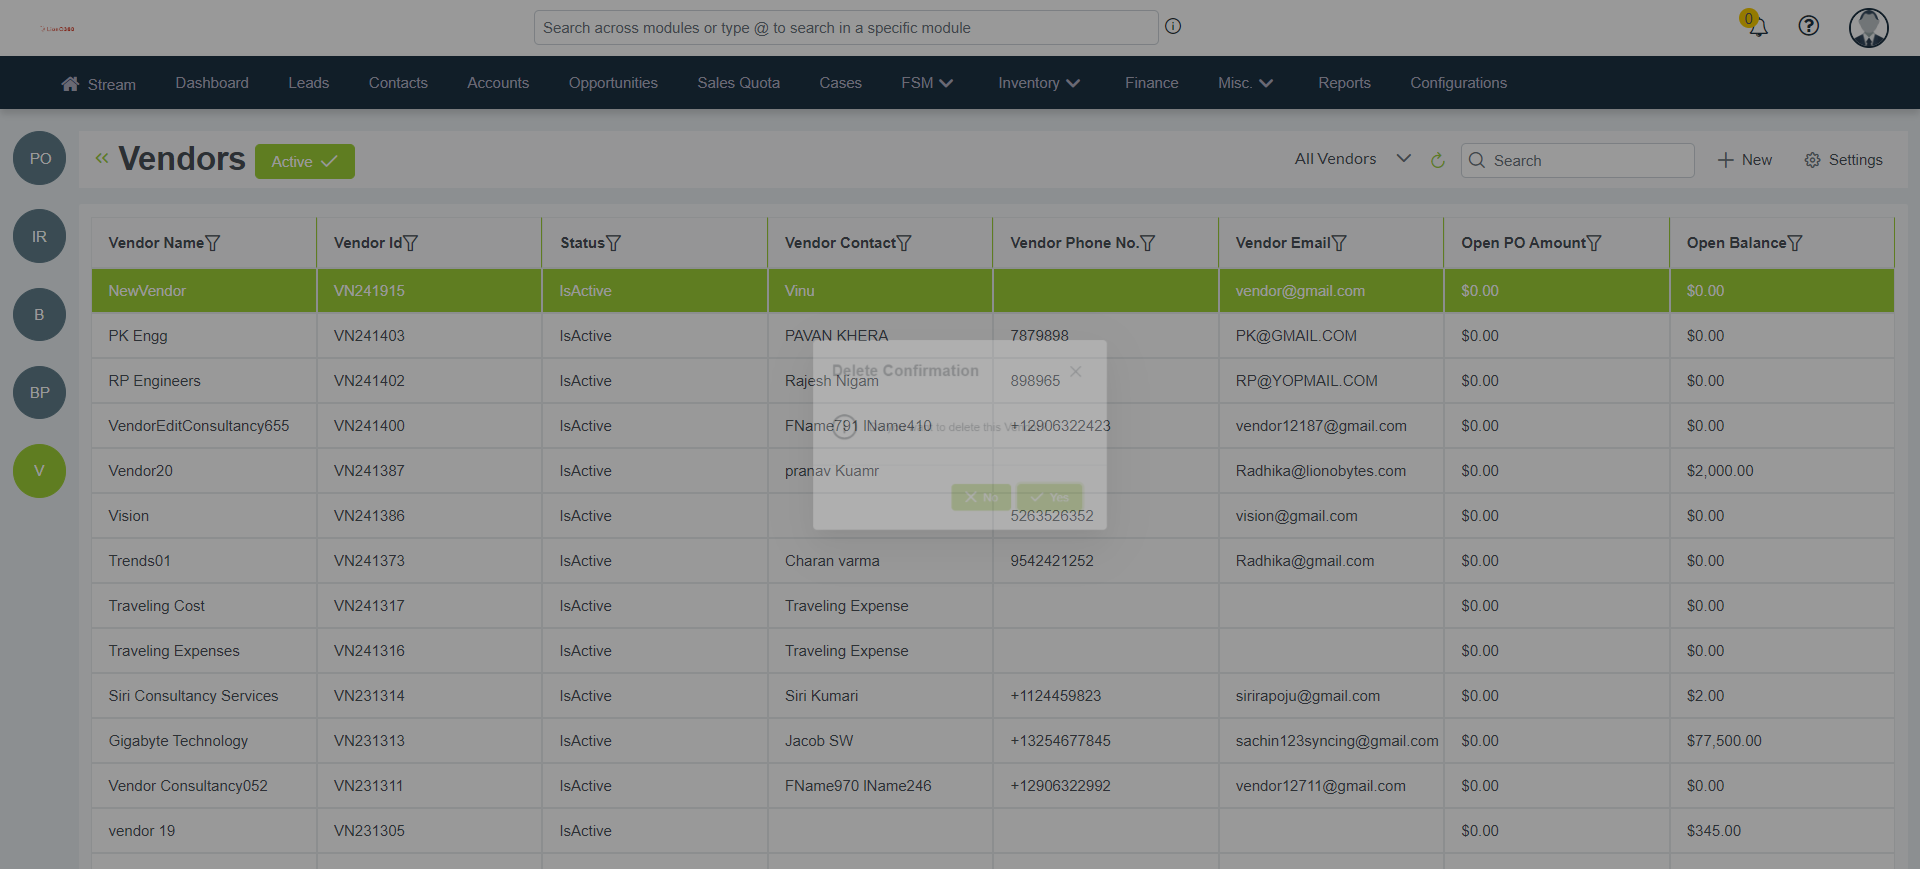 Search across modules or type @ to search in a specific module
0
Stream Dashboard Leads Contacts Accounts Opportunities Sales Quota Cases FSM Inventory Finance Misc. Reports Configurations
PO
IR
B
BP
V
Vendors Active All Vendors Search New Settings
Vendor Name Vendor Id Status Vendor Contact Vendor Phone No. Vendor Email Open PO Amount Open Balance
NewVendor VN241915 IsActive Vinu vendor@gmail.com $0.00 $0.00
PK Engg VN241403 IsActive PAVAN KHERA 7879898 PK@GMAIL.COM $0.00 $0.00
RP Engineers VN241402 IsActive Rajesh Nigam 898965 RP@YOPMAIL.COM $0.00 $0.00
VendorEditConsultancy655 VN241400 IsActive FName791 lName410 +12906322423 vendor12187@gmail.com $0.00 $0.00
Vendor20 VN241387 IsActive pranav Kuamr Radhika@lionobytes.com $0.00 $2,000.00
Vision VN241386 IsActive 5263526352 vision@gmail.com $0.00 $0.00
Trends01 VN241373 IsActive Charan varma 9542421252 Radhika@gmail.com $0.00 $0.00
Traveling Cost VN241317 IsActive Traveling Expense $0.00 $0.00
Traveling Expenses VN241316 IsActive Traveling Expense $0.00 $0.00
Siri Consultancy Services VN231314 IsActive Siri Kumari +1124459823 sirirapoju@gmail.com $0.00 $2.00
Gigabyte Technology VN231313 IsActive Jacob SW +13254677845 sachin123syncing@gmail.com $0.00 $77,500.00
Vendor Consultancy052 VN231311 IsActive FName970 lName246 +12906322992 vendor12711@gmail.com $0.00 $0.00
vendor 19 VN231305 IsActive $0.00 $345.00
Delete Confirmation
to delete this
No Yes